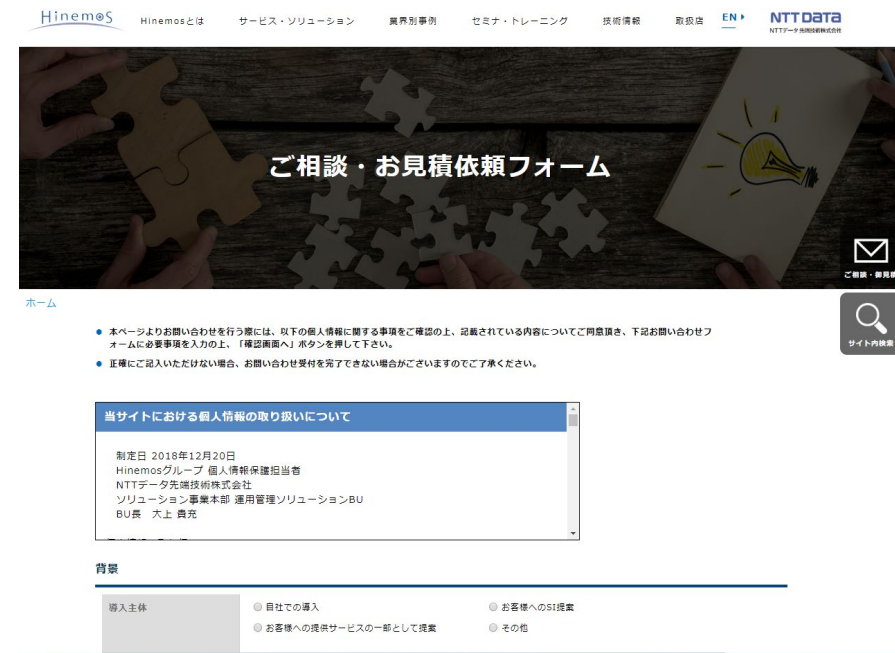 Hinemos
Hinemosとは
サービス・ソリューション
業界別事例
セミナ・トレーニング
技術情報
取扱店
EN
NTT DATA
NTTデータ先端技術株式会社
ご相談・お見積依頼フォーム
ご相談・御見積
サイト内検索
ホーム
本ページよりお問い合わせを行う際には、以下の個人情報に関する事項をご確認の上、記載されている内容についてご同意頂き、下記お問い合わせフ
ォームに必要事項を入力の上、「確認画面へ」ボタンを押して下さい。
正確にご記入いただけない場合、お問い合わせ受付を完了できない場合がございますのでご了承ください。
当サイトにおける個人情報の取り扱いについて
制定日 2018年12月20日
Hinemosグループ 個人情報保護担当者
NTTデータ先端技術株式会社
ソリューション事業本部 運用管理ソリューションBU
BU長 大上 貴充
背景
導入主体
自社での導入
お客様へのSI提案
お客様への提供サービスの一部として提案
その他